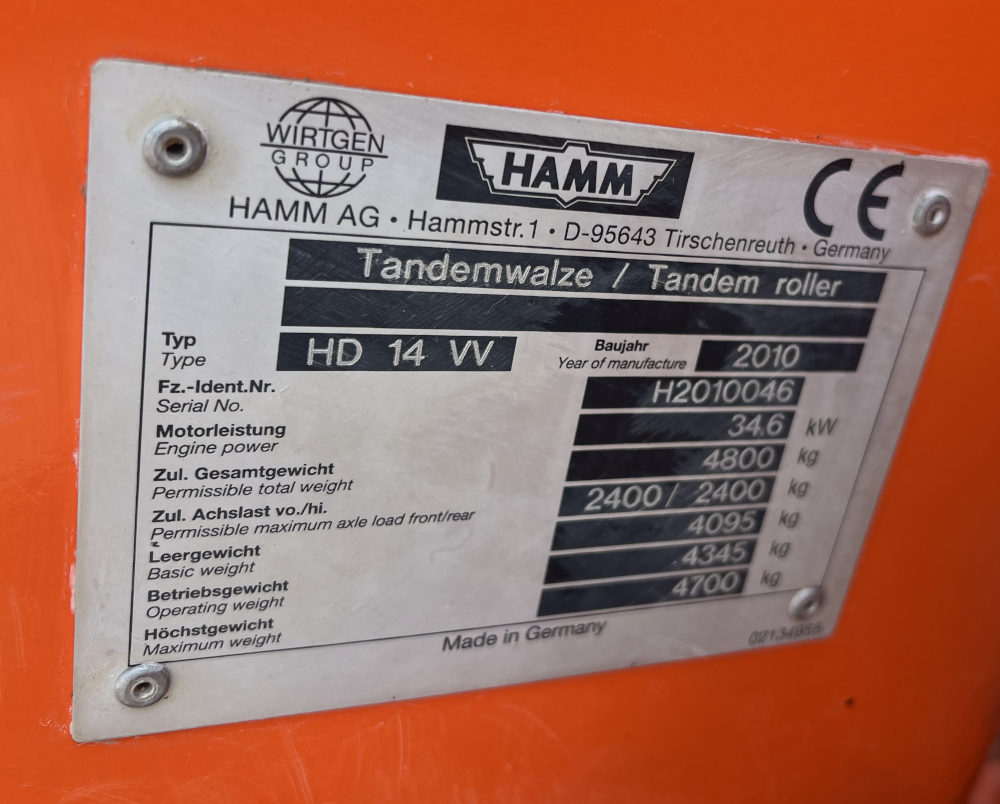 WIRTGEN
GROUP
HAMM
CE
HAMM AG · Hammstr.1 · D-95643 Tirschenreuth · Germany
Tandemwalze / Tandem roller
Typ
Type
HD 14 VV
Baujahr
Year of manufacture
2010
Fz.-Ident.Nr.
Serial No.
H2010046
Motorleistung
Engine power
34.6 kW
Zul. Gesamtgewicht
Permissible total weight
4800 kg
Zul. Achslast vo./hi.
Permissible maximum axle load front/rear
2400 / 2400 kg
Leergewicht
Basic weight
4095 kg
Betriebsgewicht
Operating weight
4345 kg
Höchstgewicht
Maximum weight
4700 kg
Made in Germany
02134955